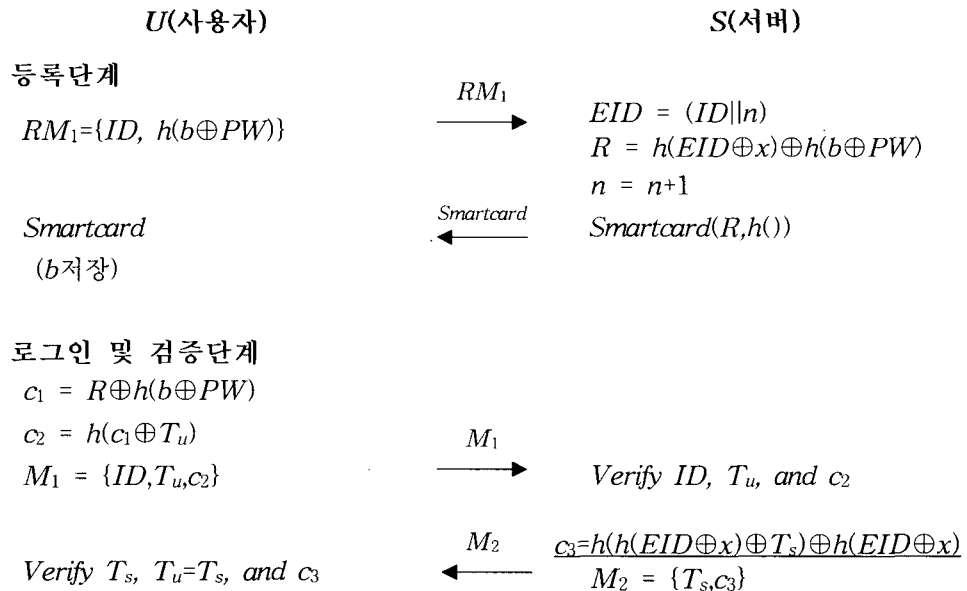 U(사용자) S(서버)
등록단계
RM₁
RM₁={ID, h(b⊕PW)}
EID = (ID||n)
R = h(EID⊕x)⊕h(b⊕PW)
n = n+1
Smartcard
Smartcard
Smartcard(R,h())
(b저장)
로그인 및 검증단계
c₁ = R⊕h(b⊕PW)
c₂ = h(c₁⊕Tᵤ)
M₁
M₁ = {ID,Tᵤ,c₂}
Verify ID, Tᵤ, and c₂
M₂
c₃=h(h(EID⊕x)⊕Tₛ)⊕h(EID⊕x)
Verify Tₛ, Tᵤ=Tₛ, and c₃
M₂ = {Tₛ,c₃}